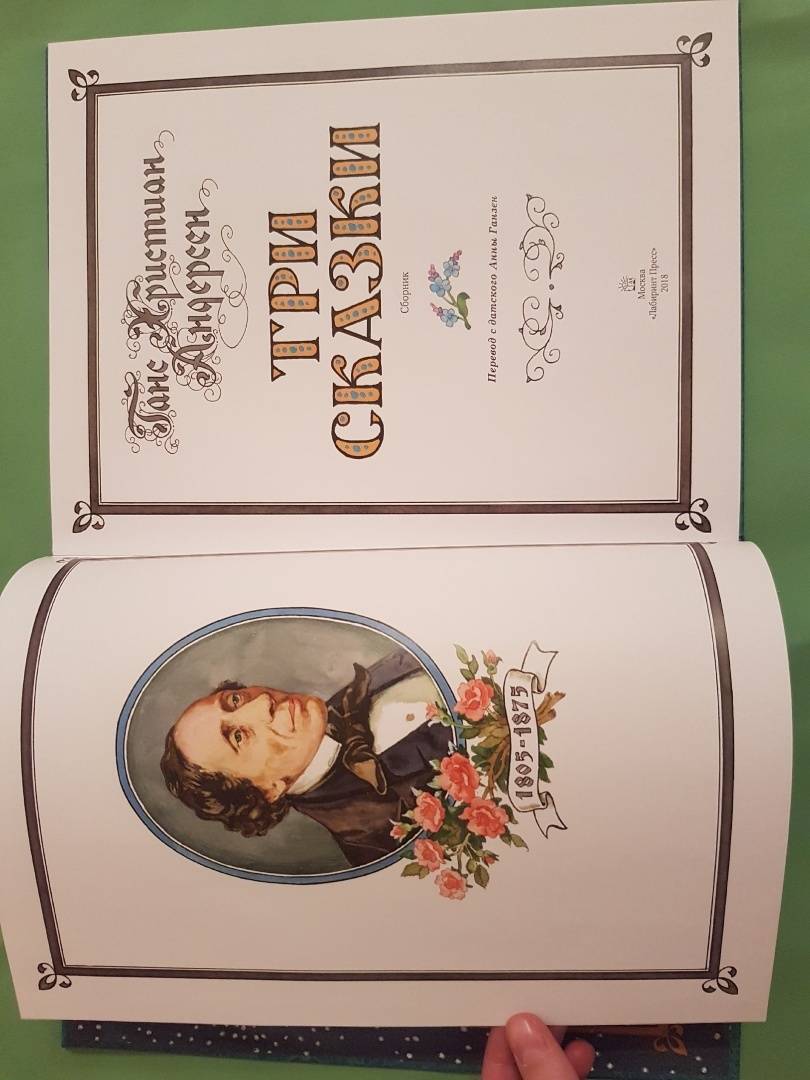 1805-1875
Ганс Христиан
Андерсен
ТРИ
СКАЗКИ
Сборник
Перевод с датского Анны Ганзен
Москва
«Лабиринт Пресс»
2018